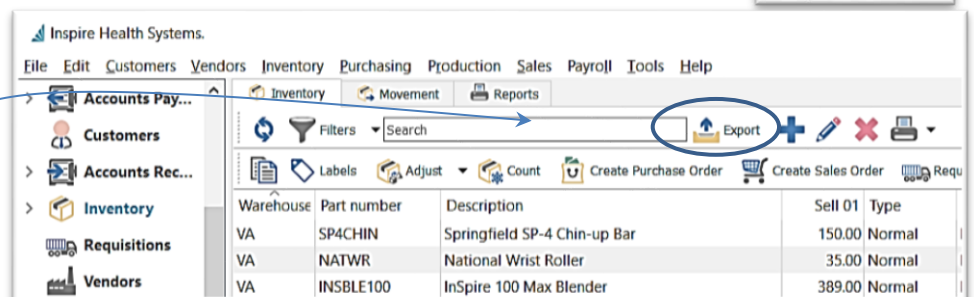 Inspire Health Systems.
File Edit Customers Vendors Inventory Purchasing Production Sales Payroll Tools Help
Accounts Pay... Inventory Movement Reports
Customers Filters Search Export
Accounts Rec... Labels Adjust Count Create Purchase Order Create Sales Order Requ
Inventory Warehouse Part number Description Sell 01 Type
VA SP4CHIN Springfield SP-4 Chin-up Bar 150.00 Normal
Requisitions VA NATWR National Wrist Roller 35.00 Normal
Vendors VA INSBLE100 InSpire 100 Max Blender 389.00 Normal